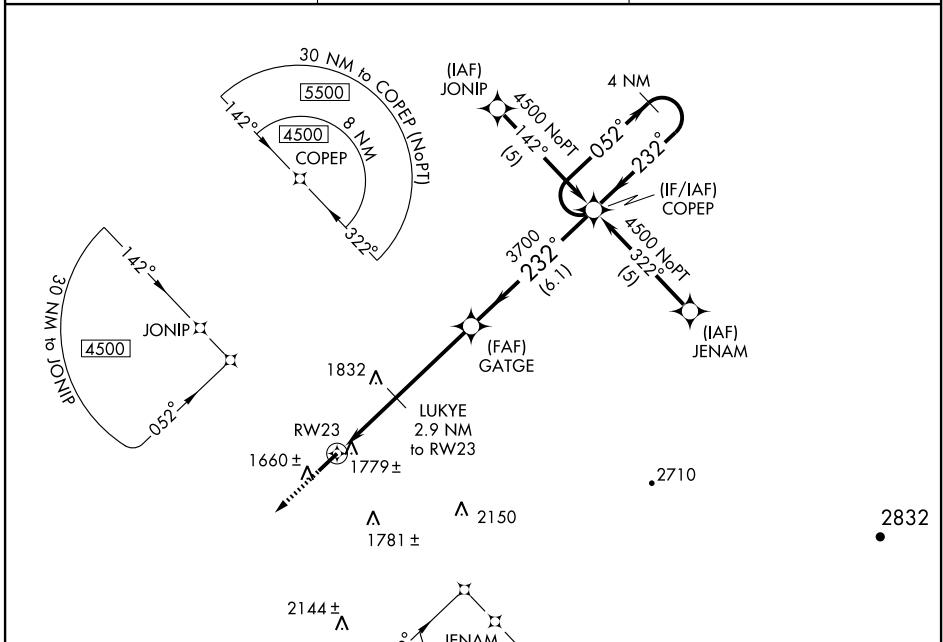 30 NM to COPEP (NoPT)
5500
142°
4500
8 NM
COPEP
322°
(IAF)
JONIP
4500 NoPT
142°
(5)
4 NM
052°
232°
(IF/IAF)
COPEP
4500 NoPT
322°
(5)
(IAF)
JENAM
3700
232°
(6.1)
(FAF)
GATGE
142°
30 NM to JONIP
4500
JONIP
052°
1832
LUKYE
2.9 NM
to RW23
RW23
1660 ±
1779 ±
2710
2150
1781 ±
2832
2144 ±
JENAM